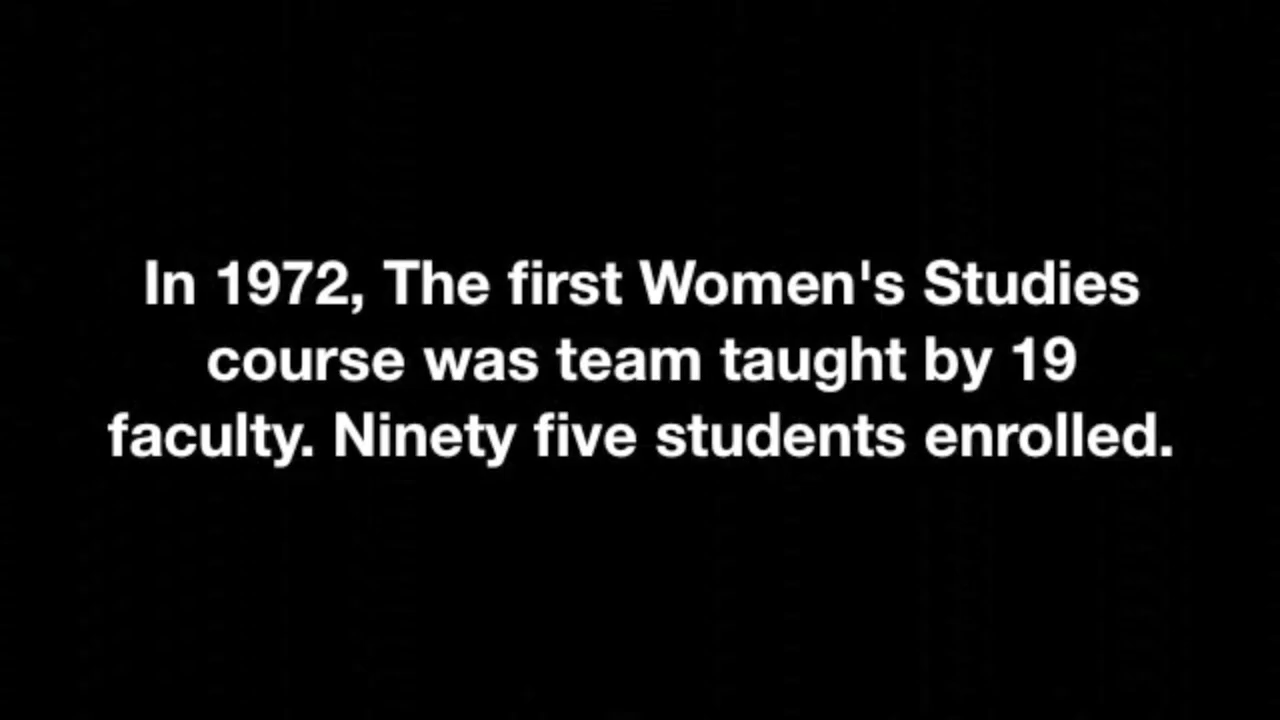 In 1972, The first Women's Studies
course was team taught by 19
faculty. Ninety five students enrolled.